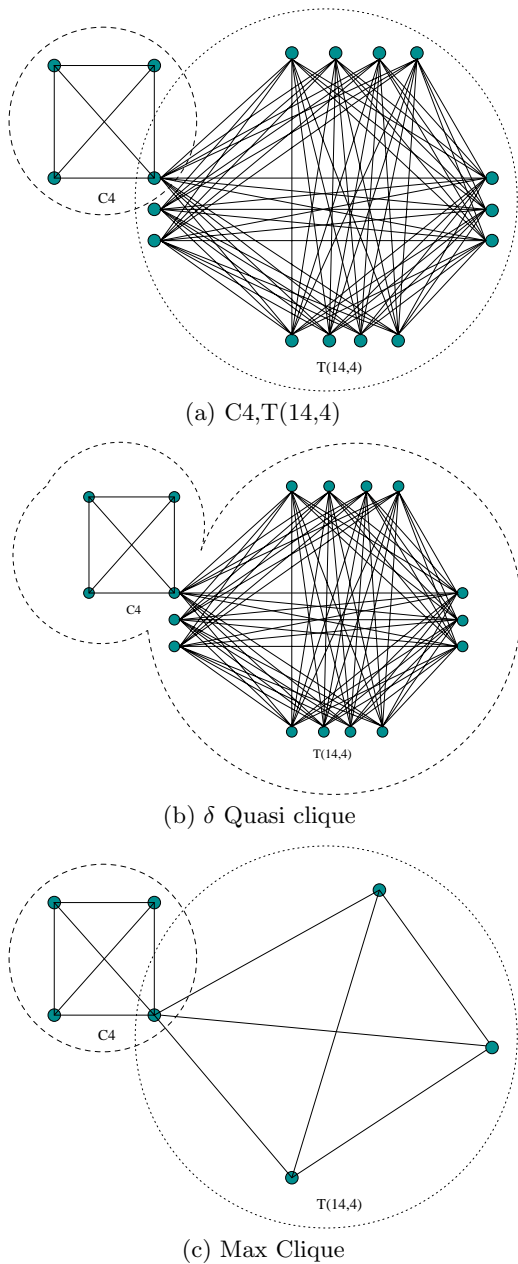 C4
T(14,4)
(a) C4,T(14,4)
C4
T(14,4)
(b) δ Quasi clique
C4
T(14,4)
(c) Max Clique